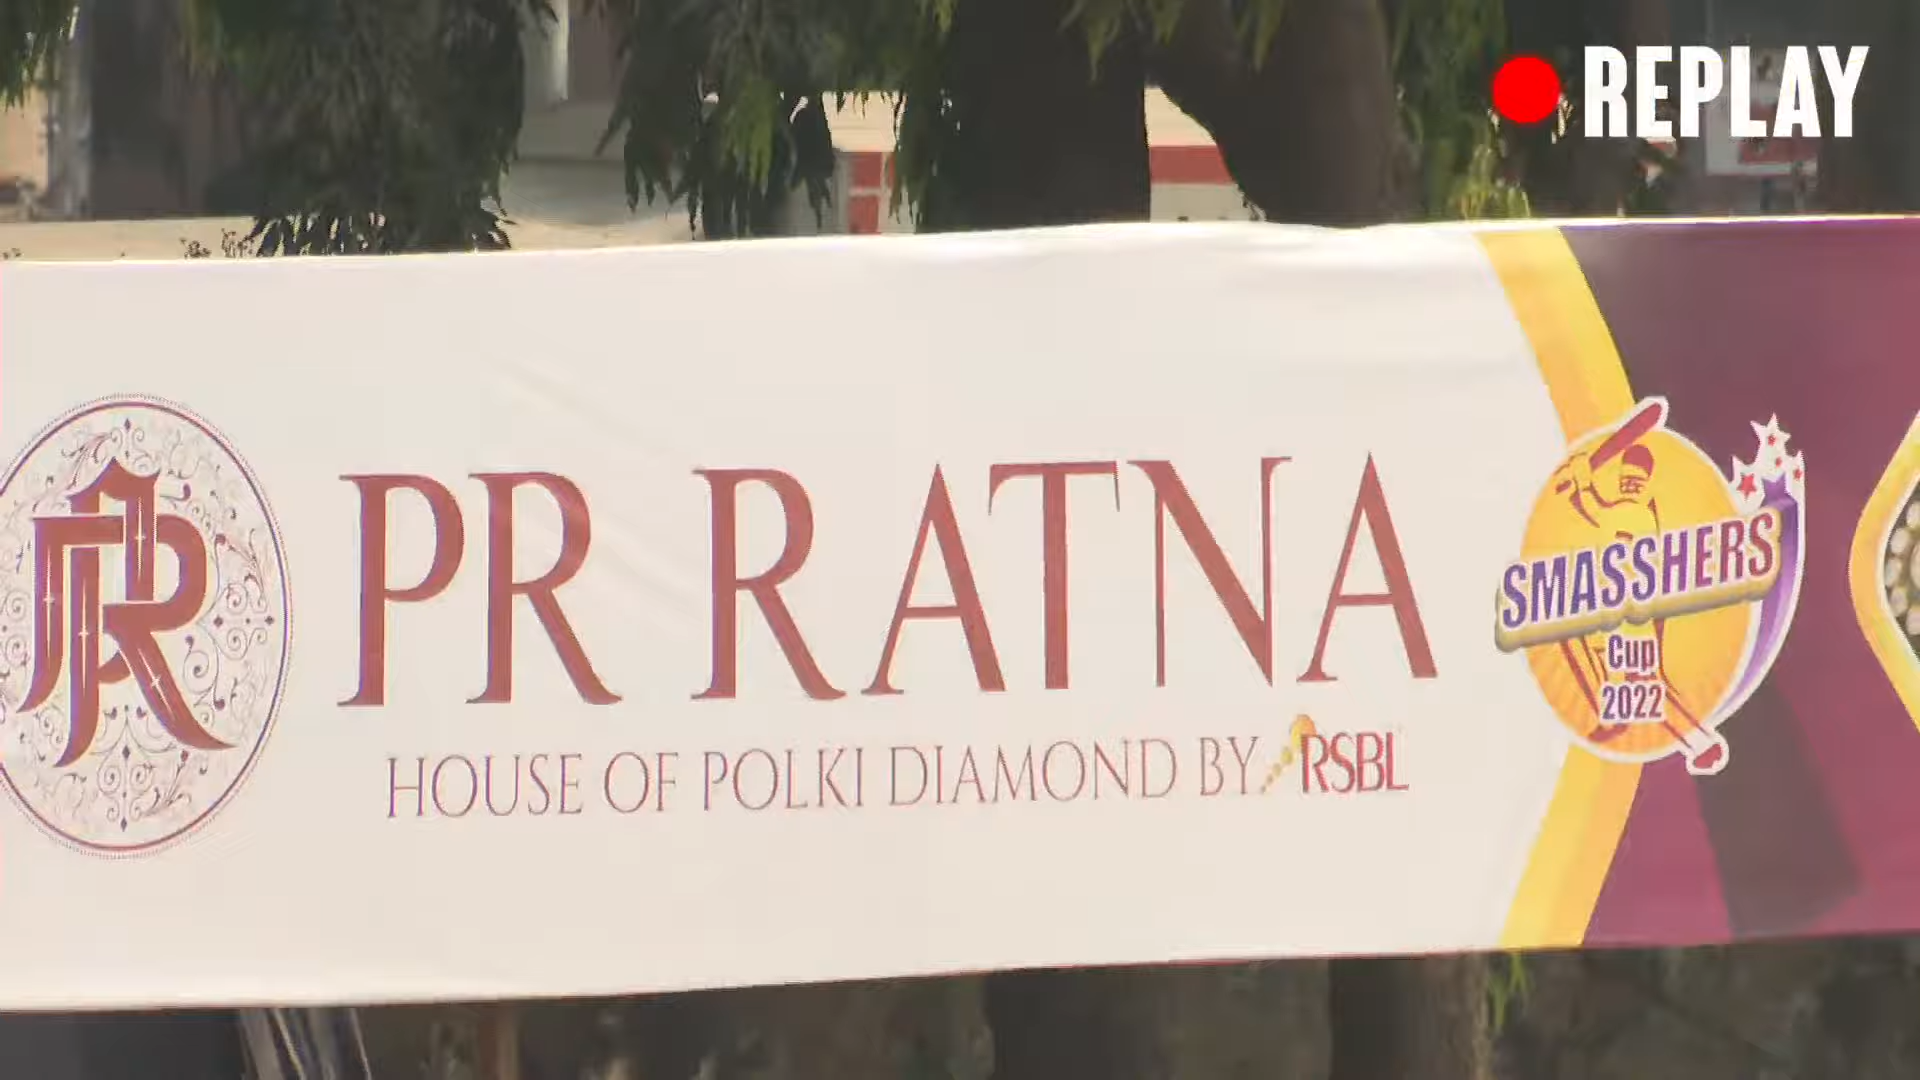 REPLAY
PR RATNA
HOUSE OF POLKI DIAMOND BY RSBL
SMASSHERS
Cup
2022